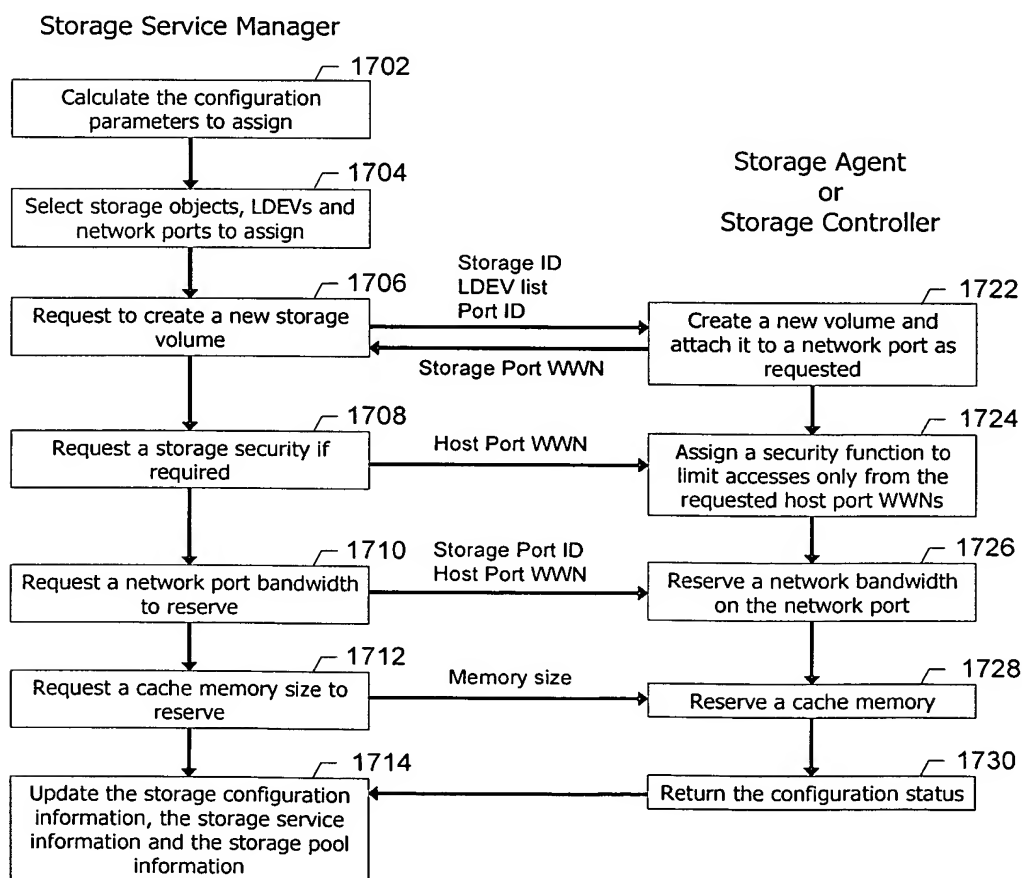 Storage Service Manager
1702
Calculate the configuration
parameters to assign
1704
Select storage objects, LDEVs and
network ports to assign
1706
Request to create a new storage
volume
1708
Request a storage security if
required
1710
Request a network port bandwidth
to reserve
1712
Request a cache memory size to
reserve
1714
Update the storage configuration
information, the storage service
information and the storage pool
information
Storage ID
LDEV list
Port ID
Storage Port WWN
Host Port WWN
Storage Port ID
Host Port WWN
Memory size
Storage Agent
or
Storage Controller
1722
Create a new volume and
attach it to a network port as
requested
1724
Assign a security function to
limit accesses only from the
requested host port WWNs
1726
Reserve a network bandwidth
on the network port
1728
Reserve a cache memory
1730
Return the configuration status